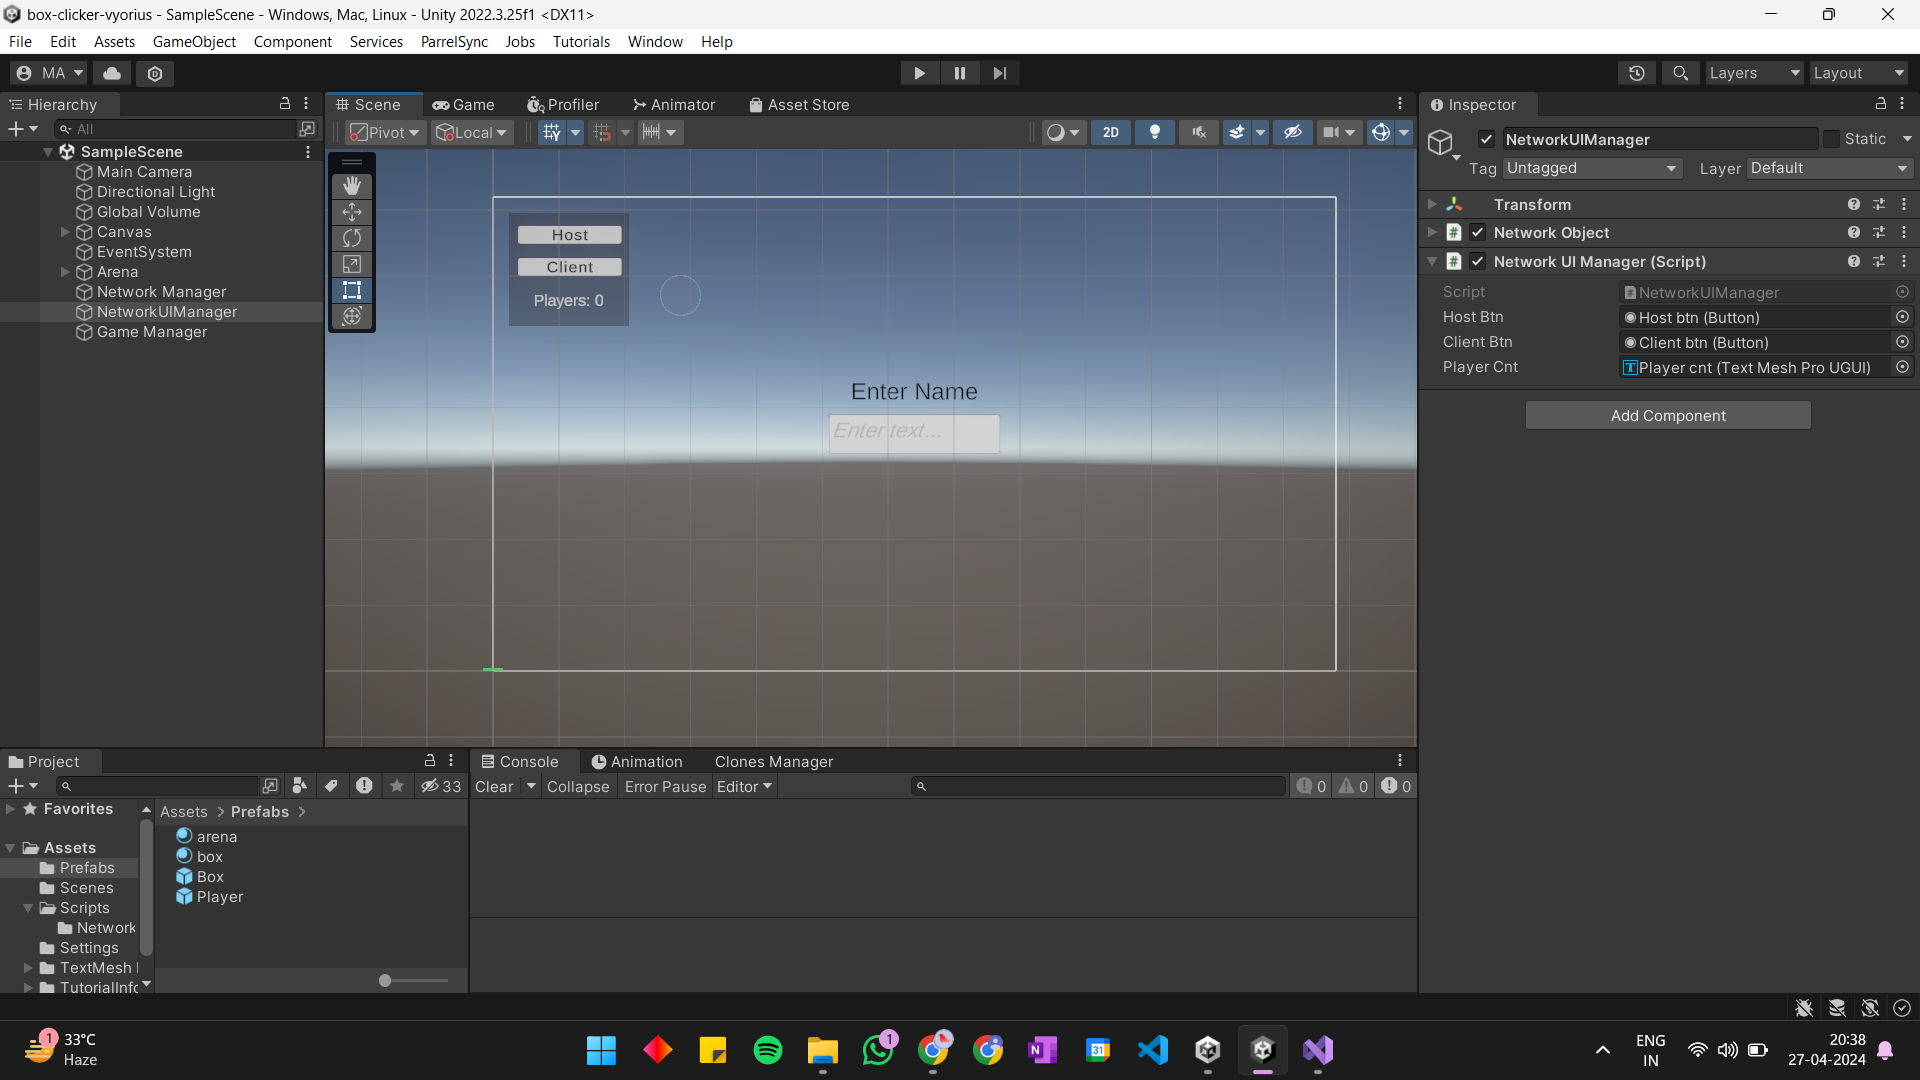 box-clicker-vyorius - SampleScene - Windows, Mac, Linux - Unity 2022.3.25f1 <DX11>
File Edit Assets GameObject Component Services ParrelSync Jobs Tutorials Window Help
MA Layers Layout
Hierarchy
All
SampleScene
Main Camera
Directional Light
Global Volume
Canvas
EventSystem
Arena
Network Manager
NetworkUIManager
Game Manager
Scene Game Profiler Animator Asset Store
Pivot Local 2D
Host
Client
Players: 0
Enter Name
Enter text...
Inspector
NetworkUIManager Static
Tag Untagged Layer Default
Transform
Network Object
Network UI Manager (Script)
Script NetworkUIManager
Host Btn Host btn (Button)
Client Btn Client btn (Button)
Player Cnt Player cnt (Text Mesh Pro UGUI)
Add Component
Project
33
Favorites
Assets
Prefabs
Scenes
Scripts
Network
Settings
TextMesh
TutorialInfo
Assets > Prefabs >
arena
box
Box
Player
Console Animation Clones Manager
Clear Collapse Error Pause Editor 0 0 0
1 33°C
Haze
1
31
N
ENG
IN
20:38
27-04-2024